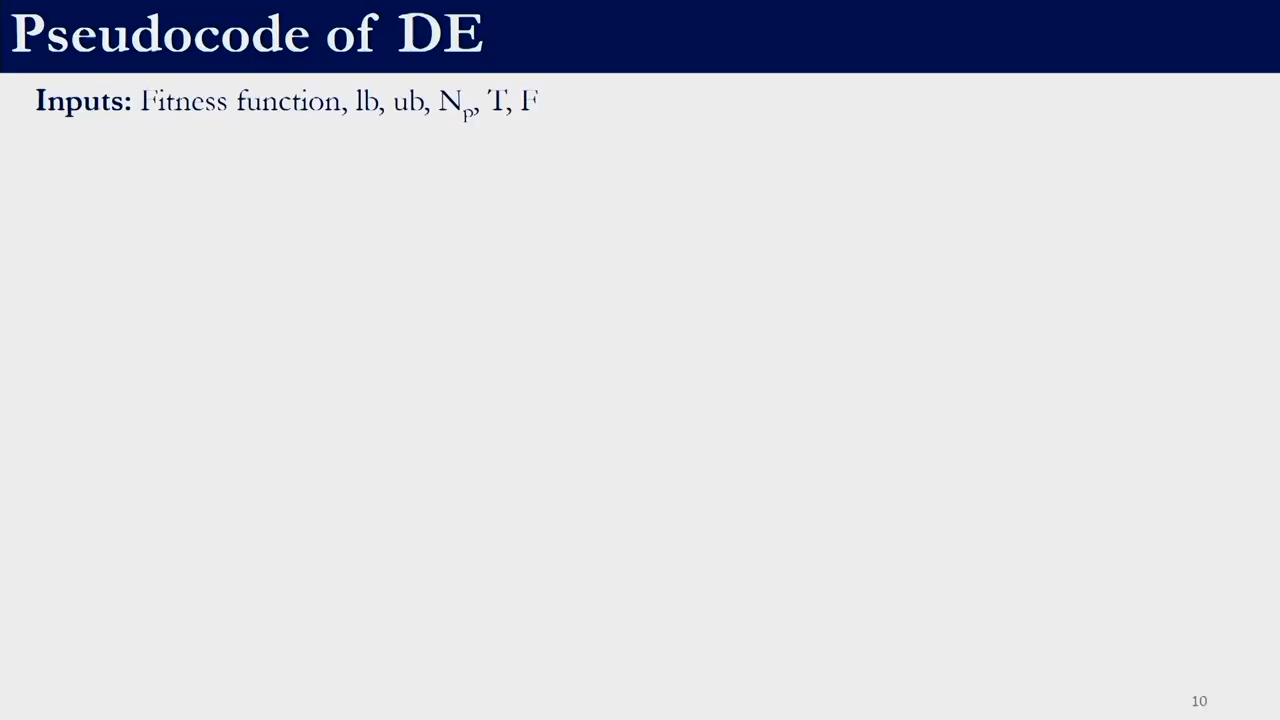 Pseudocode of DE
Inputs: Fitness function, lb, ub, Np, T, F
10